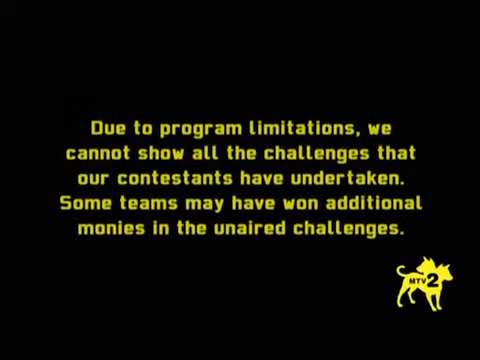 Due to program limitations, we
cannot show all the challenges that
our contestants have undertaken.
Some teams may have won additional
monies in the unaired challenges.
MTV2